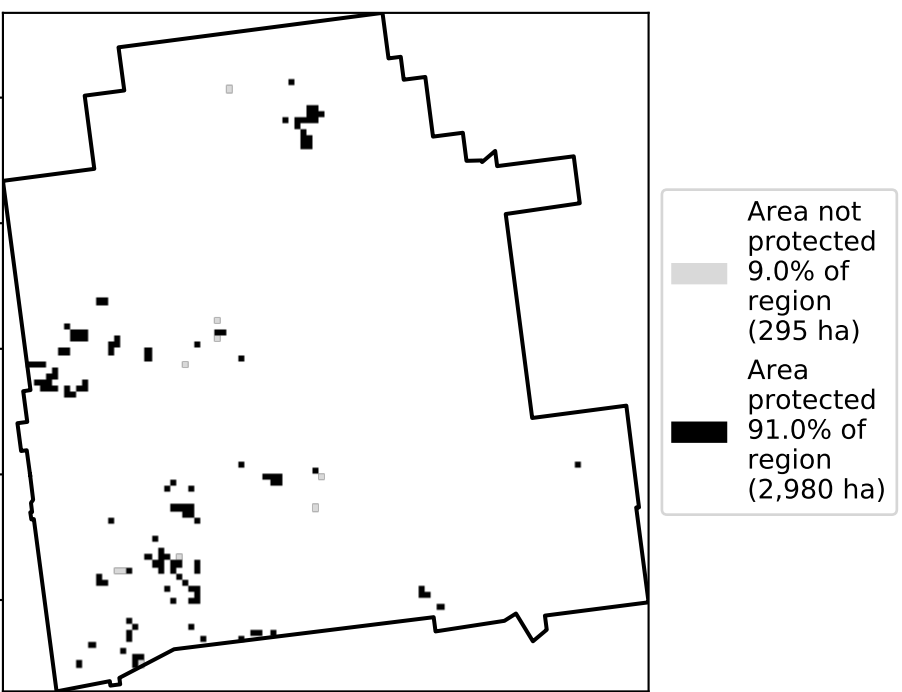 Area not
protected
9.0% of
region
(295 ha)
Area
protected
91.0% of
region
(2,980 ha)